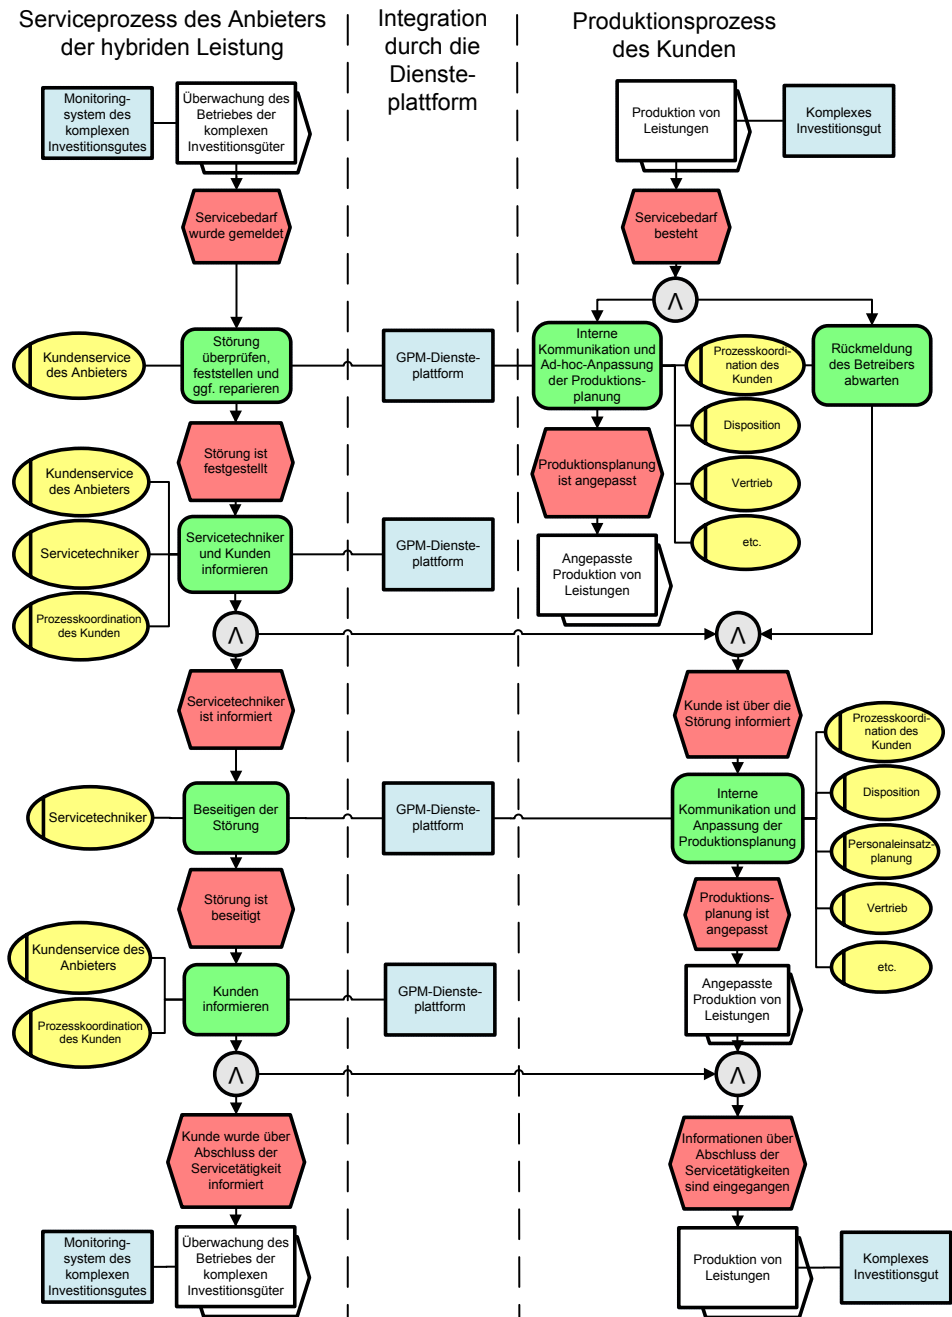 Serviceprozess des Anbieters
der hybriden Leistung
Integration
durch die
Dienste-
plattform
Produktionsprozess
des Kunden
Monitoring-
system des
komplexen
Investitionsgutes
Überwachung des
Betriebes der
komplexen
Investitionsgüter
Produktion von
Leistungen
Komplexes
Investitionsgut
Servicebedarf
wurde gemeldet
Servicebedarf
besteht
Λ
Kundenservice
des Anbieters
Störung
überprüfen,
feststellen und
ggf. reparieren
GPM-Dienste-
plattform
Interne
Kommunikation und
Ad-hoc-Anpassung
der Produktions-
planung
Prozesskoordi-
nation des
Kunden
Rückmeldung
des Betreibers
abwarten
Disposition
Vertrieb
etc.
Störung ist
festgestellt
Produktionsplanung
ist angepasst
Kundenservice
des Anbieters
Servicetechniker
Prozesskoordination
des Kunden
Servicetechniker
und Kunden
informieren
GPM-Dienste-
plattform
Angepasste
Produktion von
Leistungen
Λ
Λ
Servicetechniker
ist informiert
Kunde ist über die
Störung informiert
Servicetechniker
Beseitigen der
Störung
GPM-Dienste-
plattform
Interne
Kommunikation und
Anpassung der
Produktionsplanung
Prozesskoordi-
nation des
Kunden
Disposition
Personaleinsatz-
planung
Vertrieb
etc.
Störung ist
beseitigt
Produktions-
planung ist
angepasst
Kundenservice des
Anbieters
Prozesskoordination
des Kunden
Kunden
informieren
GPM-Dienste-
plattform
Angepasste
Produktion von
Leistungen
Λ
Λ
Kunde wurde über
Abschluss der
Servicetätigkeit
informiert
Informationen über
Abschluss der
Servicetätigkeiten
sind eingegangen
Monitoring-
system des
komplexen
Investitionsgutes
Überwachung des
Betriebes der
komplexen
Investitionsgüter
Produktion von
Leistungen
Komplexes
Investitionsgut